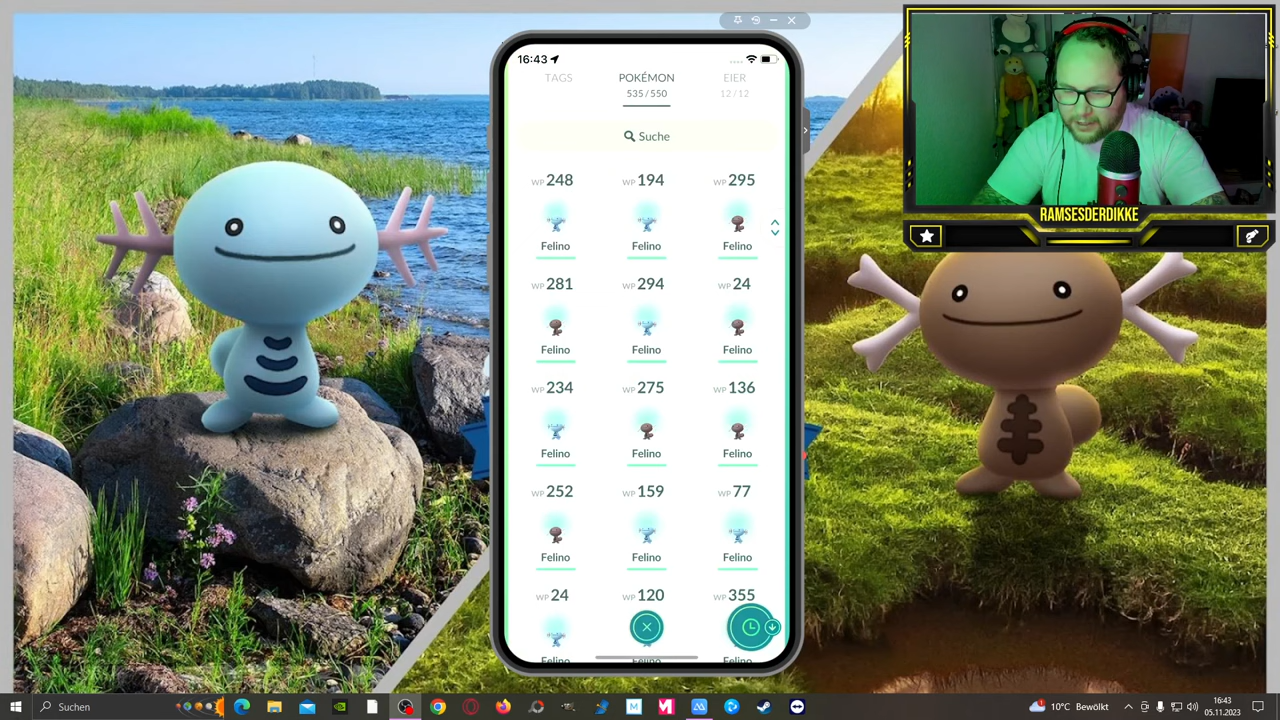 16:43
TAGS
POKÉMON
EIER
535 / 550
12 / 12
Suche
WP 248
WP 194
WP 295
Felino
Felino
Felino
WP 281
WP 294
WP 24
Felino
Felino
Felino
WP 234
WP 275
WP 136
Felino
Felino
Felino
WP 252
WP 159
WP 77
Felino
Felino
Felino
WP 24
WP 120
WP 355
Felino
Felino
Felino
RAMSESDERDIKKE
Suchen
10°C Bewölkt
16:43
05.11.2023